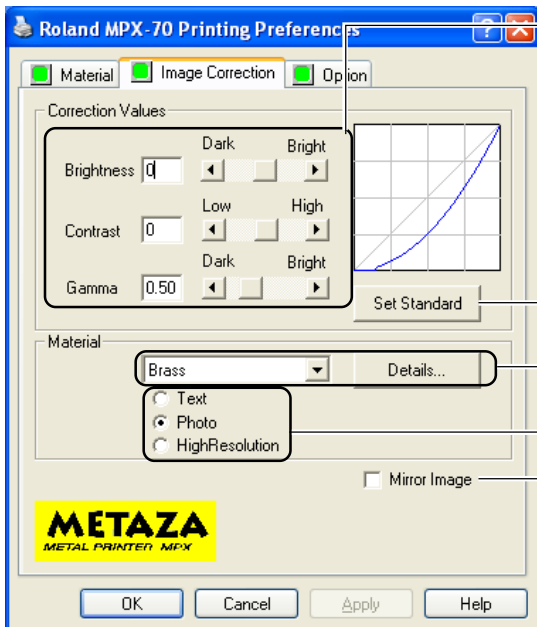 Roland MPX-70 Printing Preferences
Material
Image Correction
Option
Correction Values
Dark Bright
Brightness 0
Low High
Contrast 0
Dark Bright
Gamma 0.50
Set Standard
Material
Brass
Details...
Text
Photo
HighResolution
Mirror Image
METAZA
METAL PRINTER MPX
OK
Cancel
Apply
Help